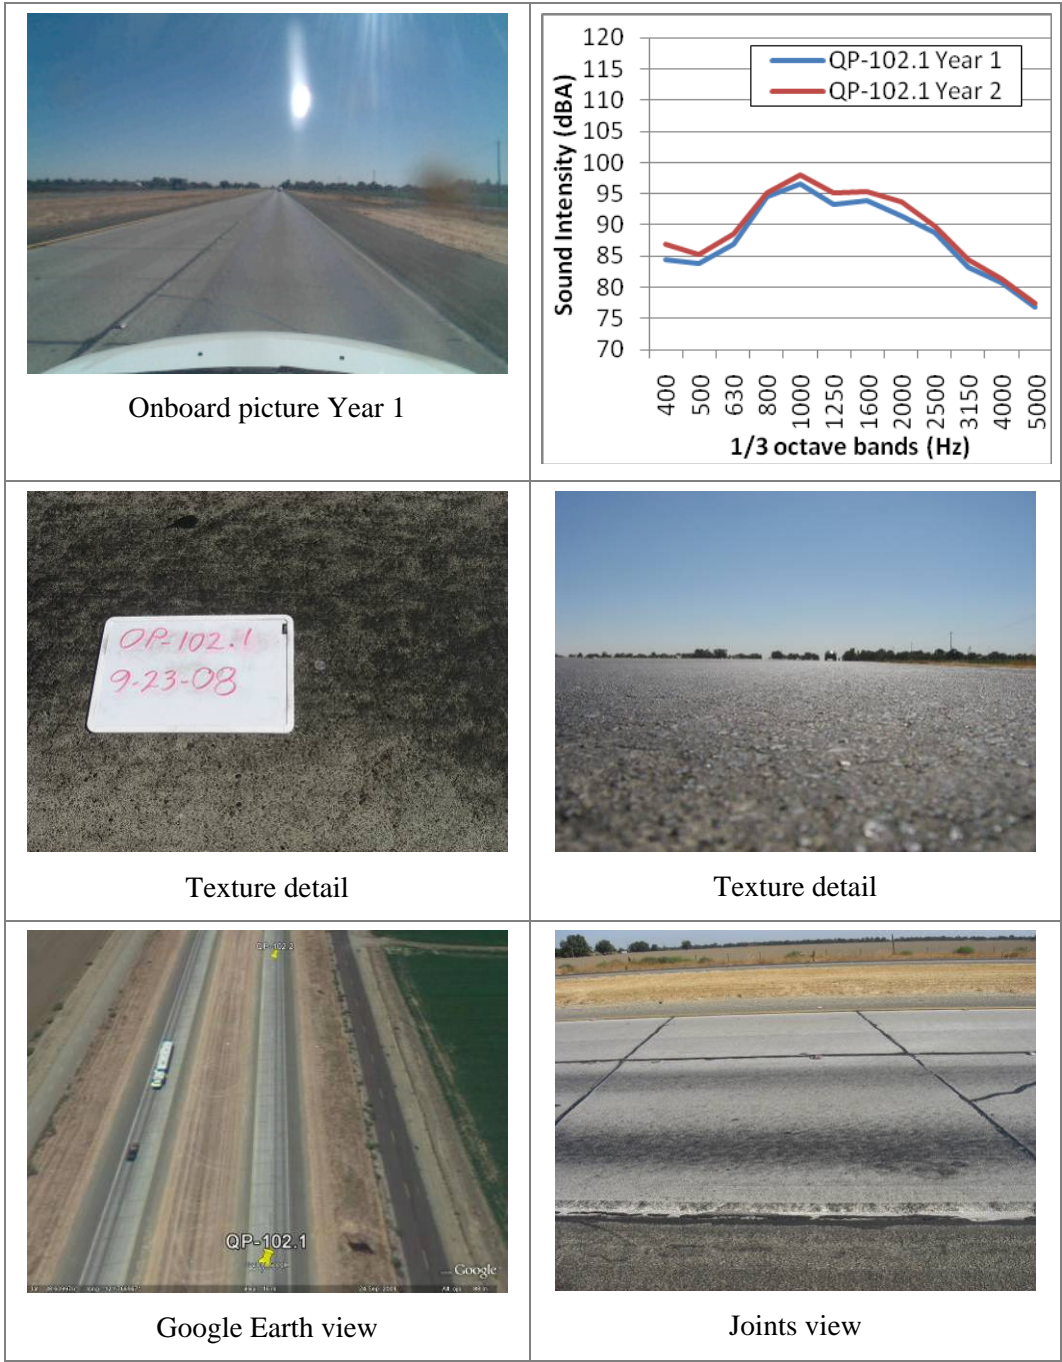 Onboard picture Year 1
120
115
110
105
100
95
90
85
80
75
70
Sound Intensity (dBA)
QP-102.1 Year 1
QP-102.1 Year 2
400
500
630
800
1000
1250
1600
2000
2500
3150
4000
5000
1/3 octave bands (Hz)
QP-102.1
9-23-08
Texture detail
Texture detail
QP-102.2
QP-102.1
Google
Google Earth view
Joints view